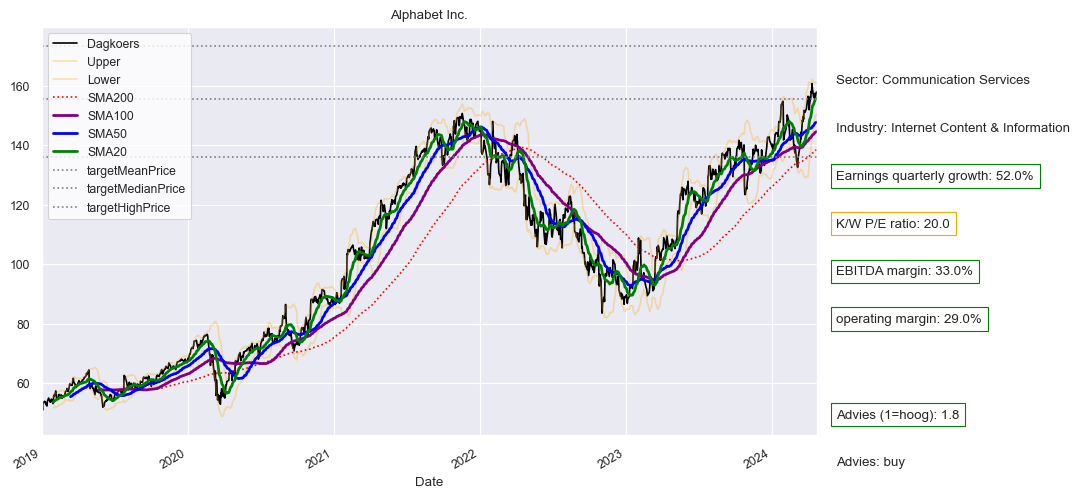 Alphabet Inc.
Dagkoers
Upper
Lower
SMA200
SMA100
SMA50
SMA20
targetMeanPrice
targetMedianPrice
targetHighPrice
160
140
120
100
80
60
2019
2020
2021
2022
2023
2024
Date
Sector: Communication Services
Industry: Internet Content & Information
Earnings quarterly growth: 52.0%
K/W P/E ratio: 20.0
EBITDA margin: 33.0%
operating margin: 29.0%
Advies (1=hoog): 1.8
Advies: buy